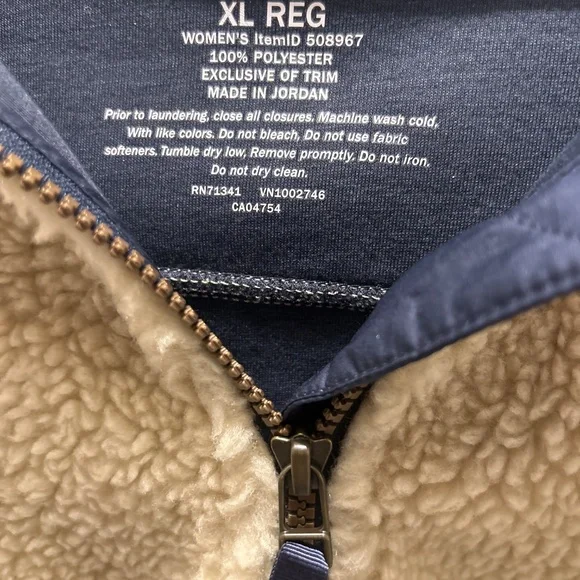 XL REG
WOMEN'S ItemID 508967
100% POLYESTER
EXCLUSIVE OF TRIM
MADE IN JORDAN
Prior to laundering, close all closures. Machine wash cold,
With like colors. Do not bleach, Do not use fabric
softeners. Tumble dry low, Remove promptly. Do not iron,
Do not dry clean.
RN71341 VN1002746
CA04754